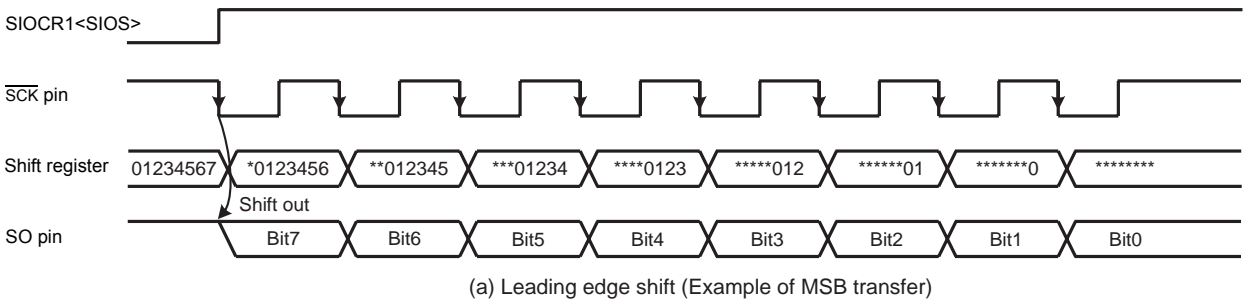 SIOCR1<SIOS>
SCK pin
Shift register 01234567 *0123456 **012345 ***01234 ****0123 *****012 ******01 *******0 ********
Shift out
SO pin Bit7 Bit6 Bit5 Bit4 Bit3 Bit2 Bit1 Bit0
(a) Leading edge shift (Example of MSB transfer)